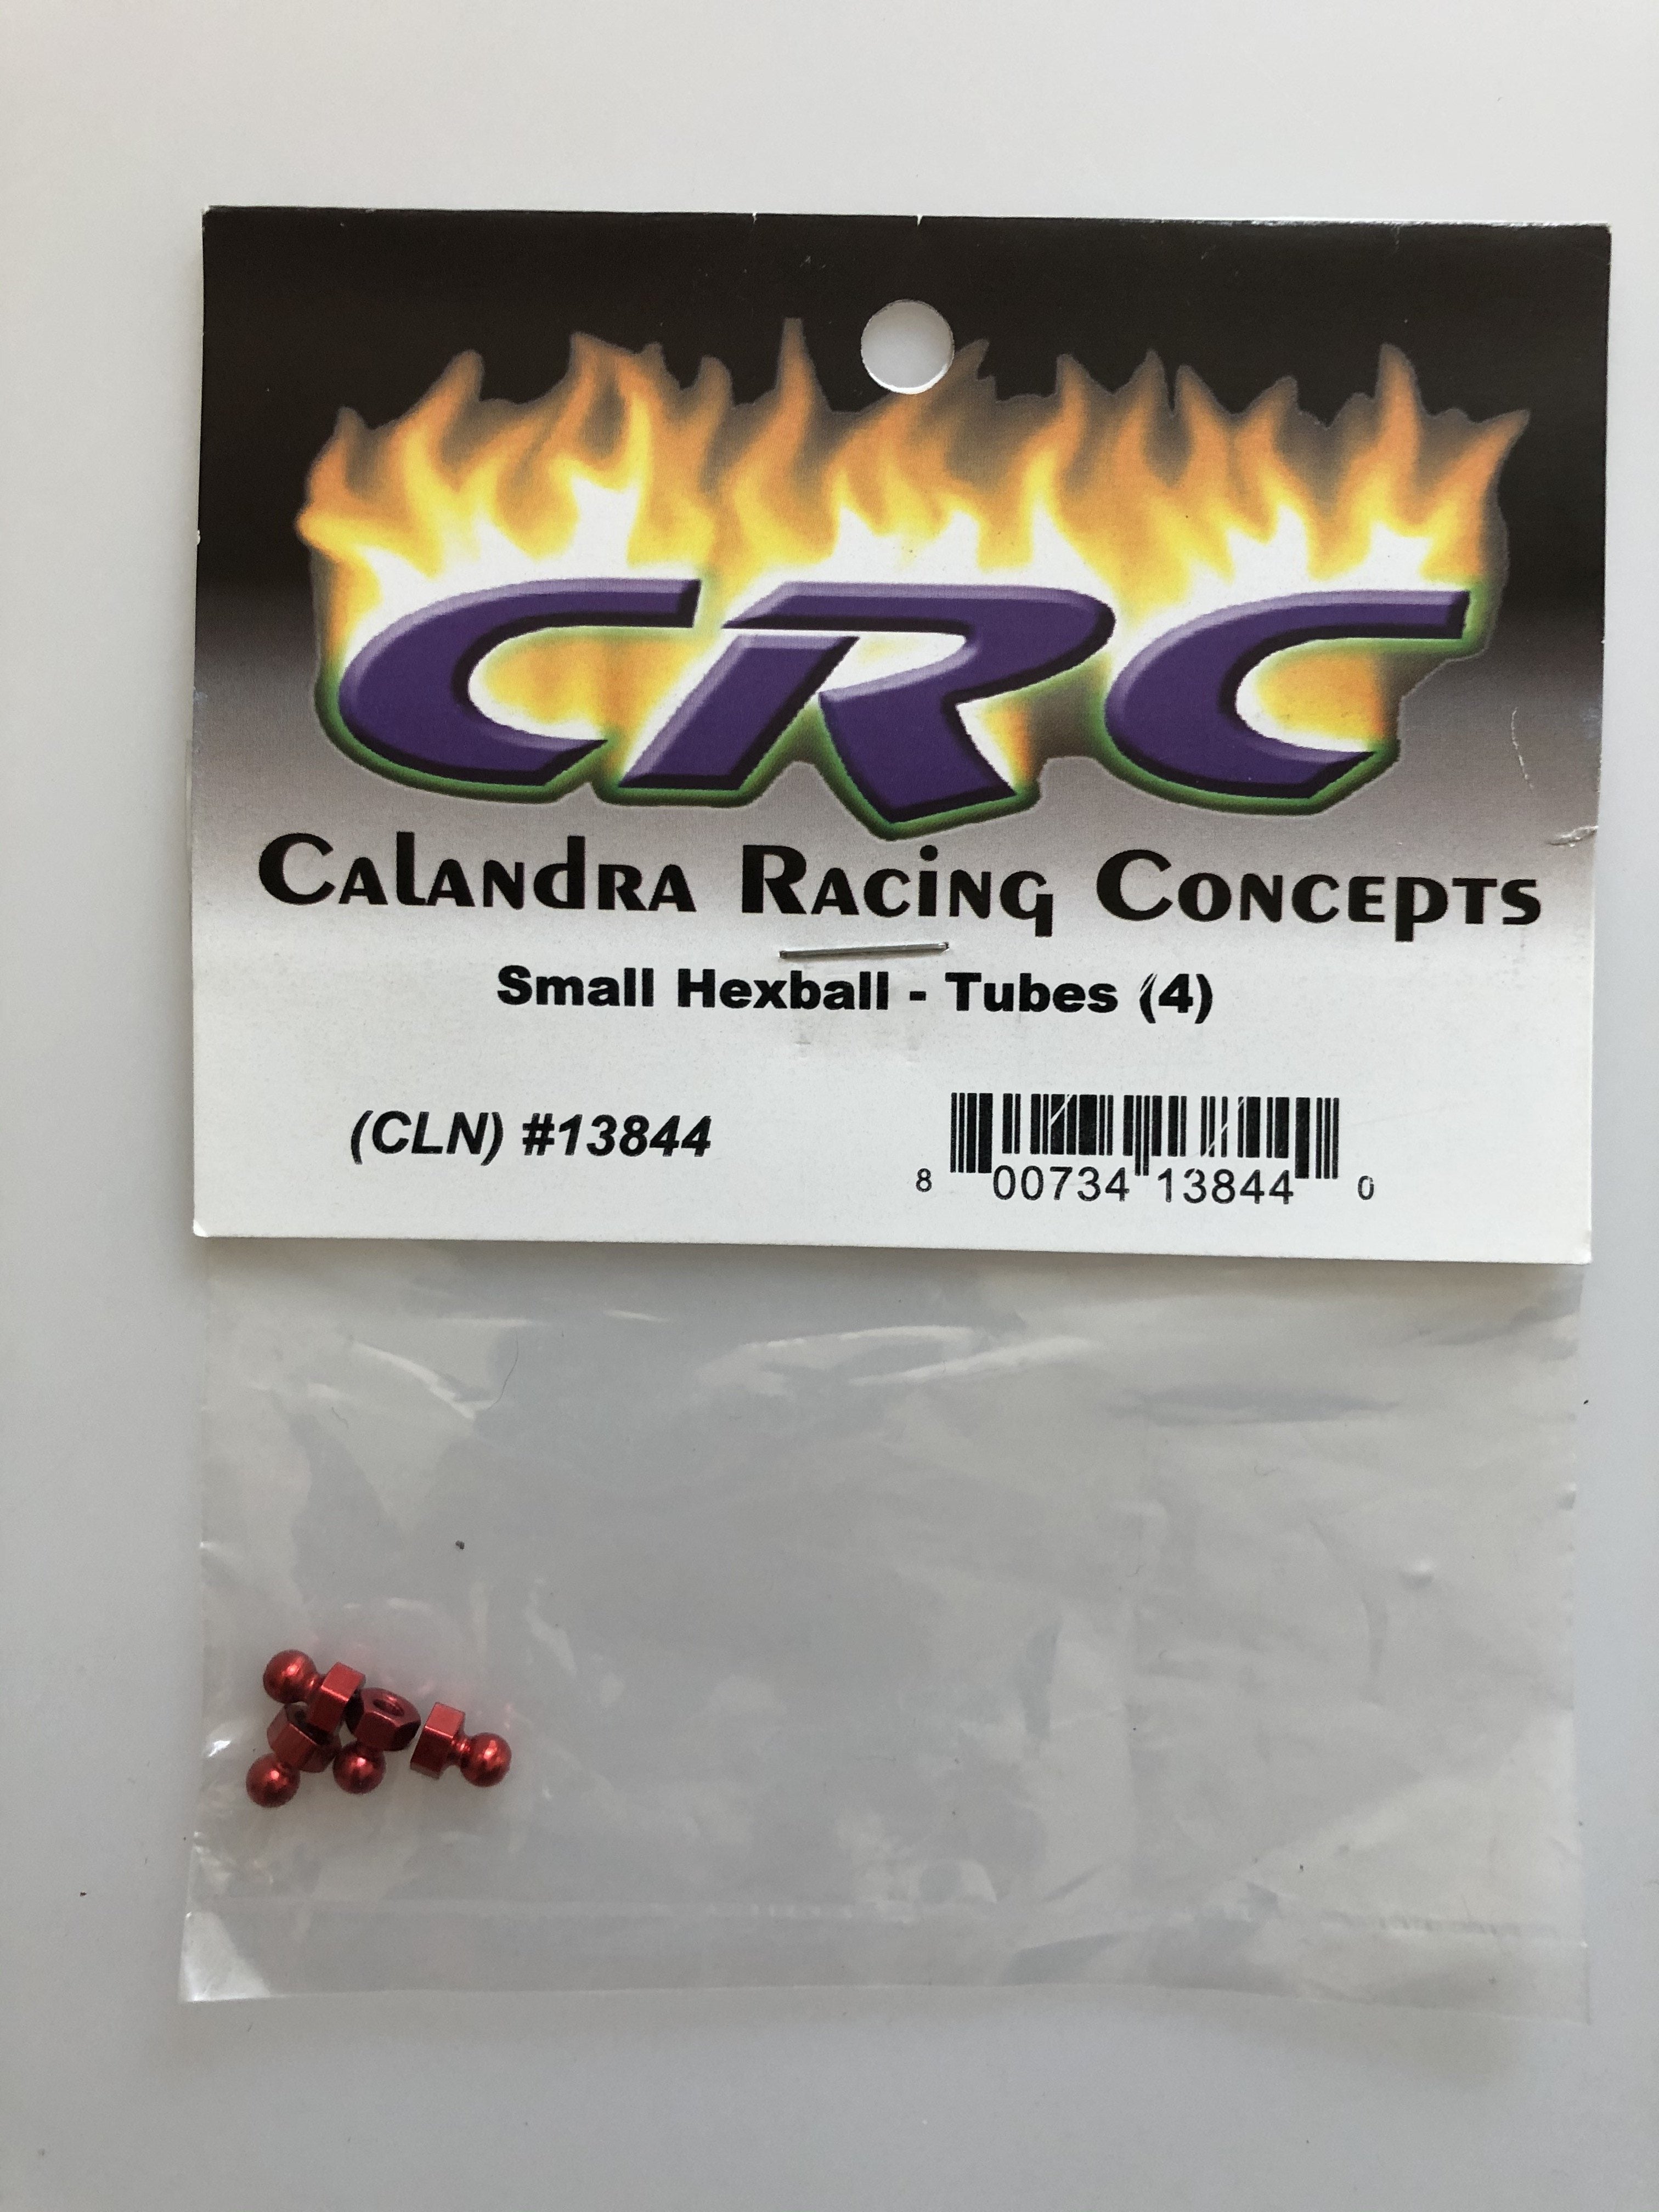 CRC
Calandra Racing Concepts
Small Hexball - Tubes (4)
(CLN) #13844
8 00734 13844 0